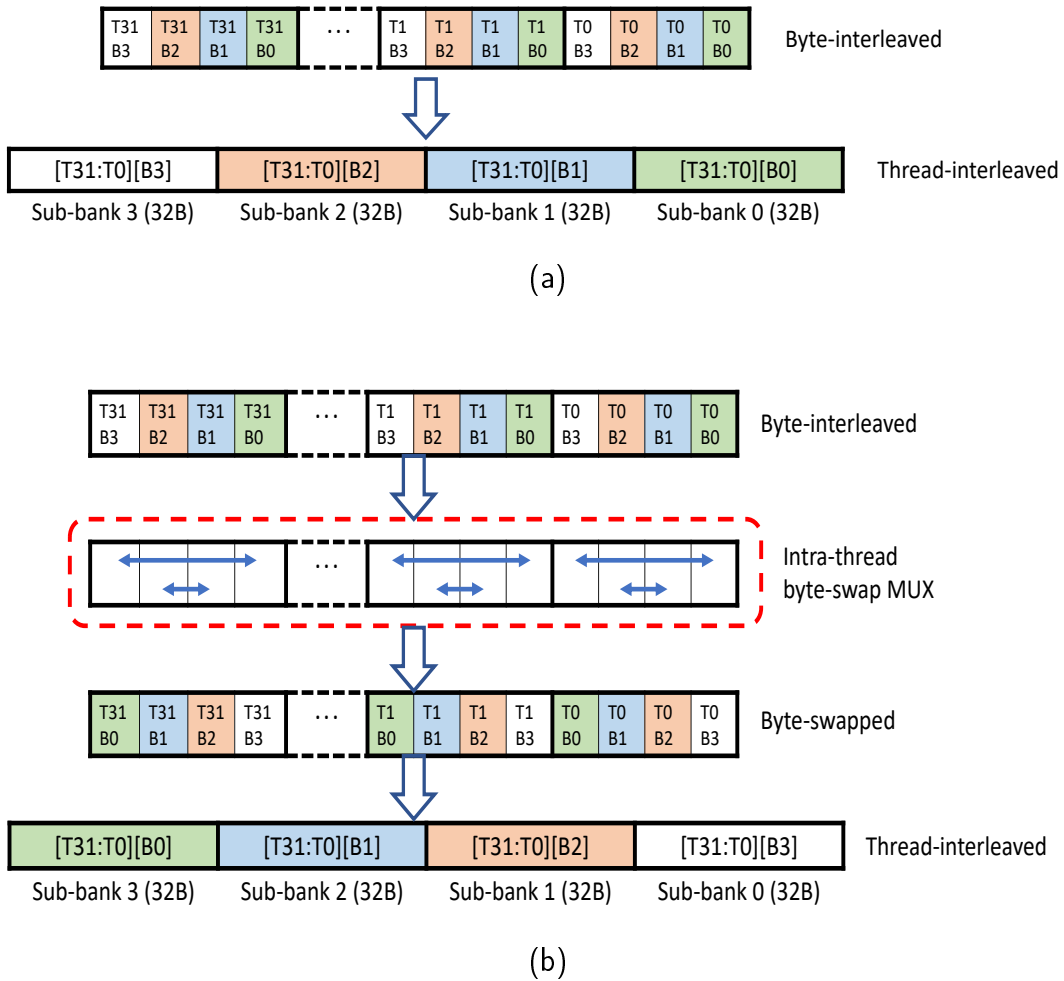 T31 T31 T31 T31 ... T1 T1 T1 T1 T0 T0 T0 T0
B3 B2 B1 B0 B3 B2 B1 B0 B3 B2 B1 B0
Byte-interleaved
[T31:T0][B3] [T31:T0][B2] [T31:T0][B1] [T31:T0][B0]
Thread-interleaved
Sub-bank 3 (32B) Sub-bank 2 (32B) Sub-bank 1 (32B) Sub-bank 0 (32B)
(a)
T31 T31 T31 T31 ... T1 T1 T1 T1 T0 T0 T0 T0
B3 B2 B1 B0 B3 B2 B1 B0 B3 B2 B1 B0
Byte-interleaved
...
Intra-thread
byte-swap MUX
T31 T31 T31 T31 ... T1 T1 T1 T1 T0 T0 T0 T0
B0 B1 B2 B3 B0 B1 B2 B3 B0 B1 B2 B3
Byte-swapped
[T31:T0][B0] [T31:T0][B1] [T31:T0][B2] [T31:T0][B3]
Thread-interleaved
Sub-bank 3 (32B) Sub-bank 2 (32B) Sub-bank 1 (32B) Sub-bank 0 (32B)
(b)